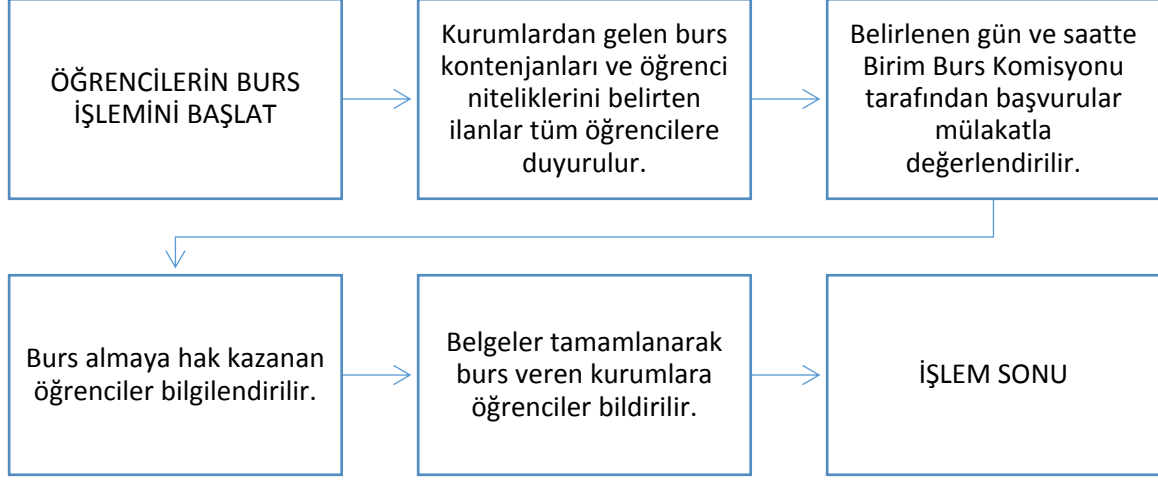 ÖĞRENCİLERİN BURS
İŞLEMİNİ BAŞLAT
Kurumlardan gelen burs
kontenjanları ve öğrenci
niteliklerini belirten
ilanlar tüm öğrencilere
duyurulur.
Belirlenen gün ve saatte
Birim Burs Komisyonu
tarafından başvurular
mülakatla
değerlendirilir.
Burs almaya hak kazanan
öğrenciler bilgilendirilir.
Belgeler tamamlanarak
burs veren kurumlara
öğrenciler bildirilir.
İŞLEM SONU